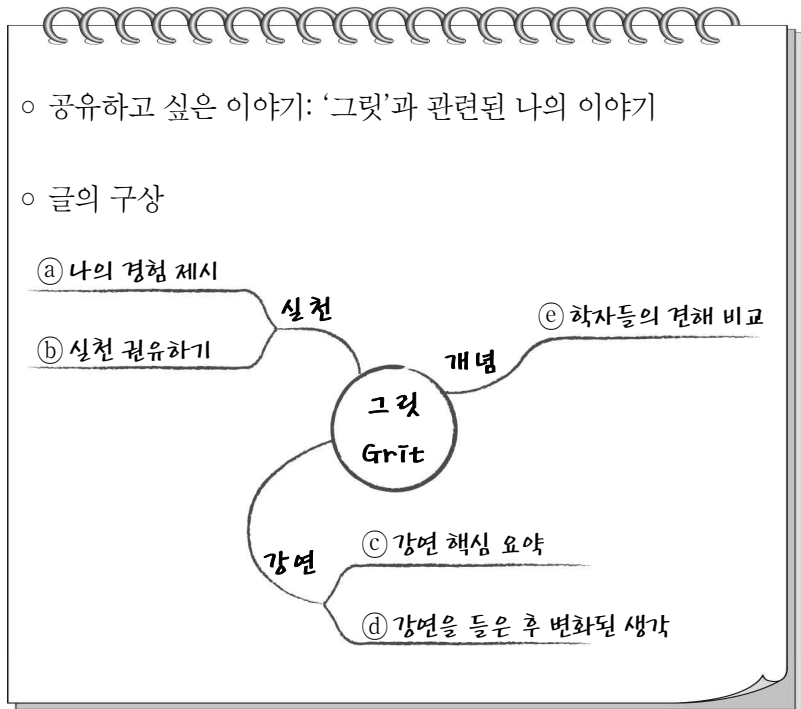 ○ 공유하고 싶은 이야기: ‘그릿’과 관련된 나의 이야기
○ 글의 구상
ⓐ 나의 경험 제시
ⓑ 실천 권유하기
실천
ⓔ 학자들의 견해 비교
개념
그릿
Grit
강연
ⓒ 강연 핵심 요약
ⓓ 강연을 들은 후 변화된 생각